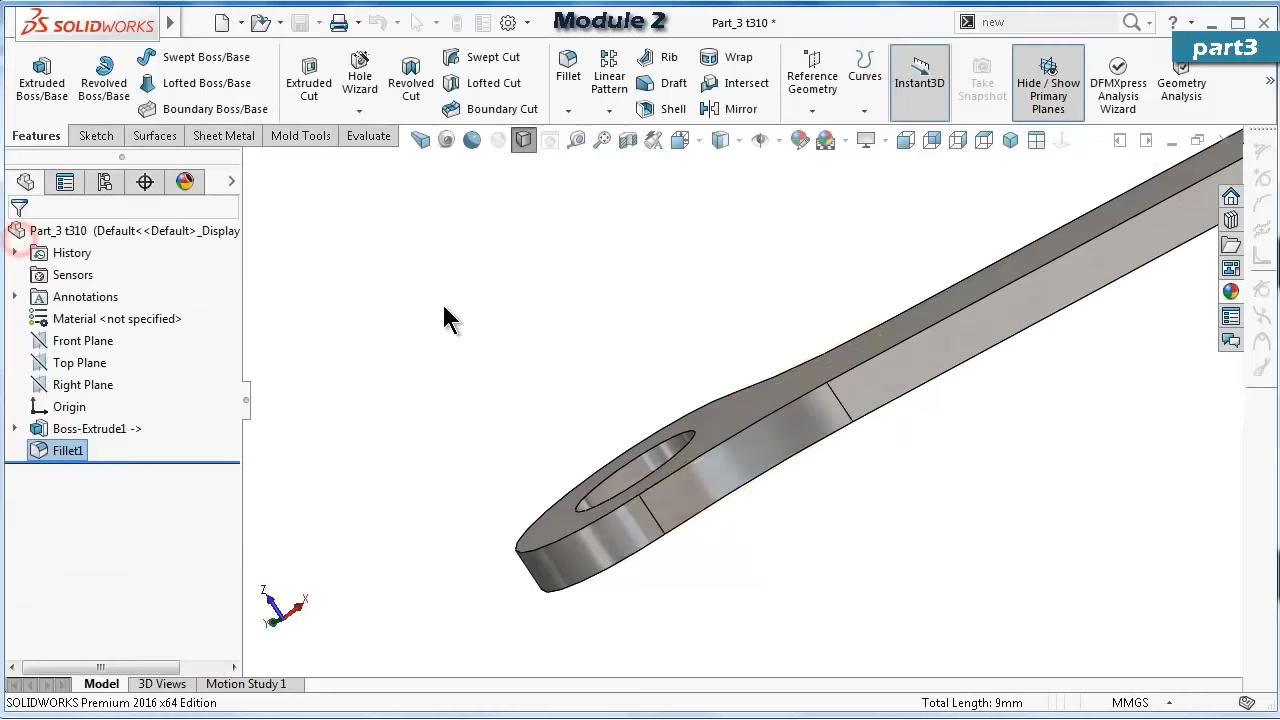 SOLIDWORKS
Module 2
Part_3 t310 *
new
part3
Extruded Boss/Base
Revolved Boss/Base
Swept Boss/Base
Lofted Boss/Base
Boundary Boss/Base
Extruded Cut
Hole Wizard
Revolved Cut
Swept Cut
Lofted Cut
Boundary Cut
Fillet
Linear Pattern
Rib
Draft
Shell
Wrap
Intersect
Mirror
Reference Geometry
Curves
Instant3D
Take Snapshot
Hide / Show Primary Planes
DFMXpress Analysis Wizard
Geometry Analysis
Features
Sketch
Surfaces
Sheet Metal
Mold Tools
Evaluate
Part_3 t310 (Default<<Default>_Display
History
Sensors
Annotations
Material <not specified>
Front Plane
Top Plane
Right Plane
Origin
Boss-Extrude1 ->
Fillet1
Z
X
Y
Model
3D Views
Motion Study 1
SOLIDWORKS Premium 2016 x64 Edition
Total Length: 9mm
MMGS